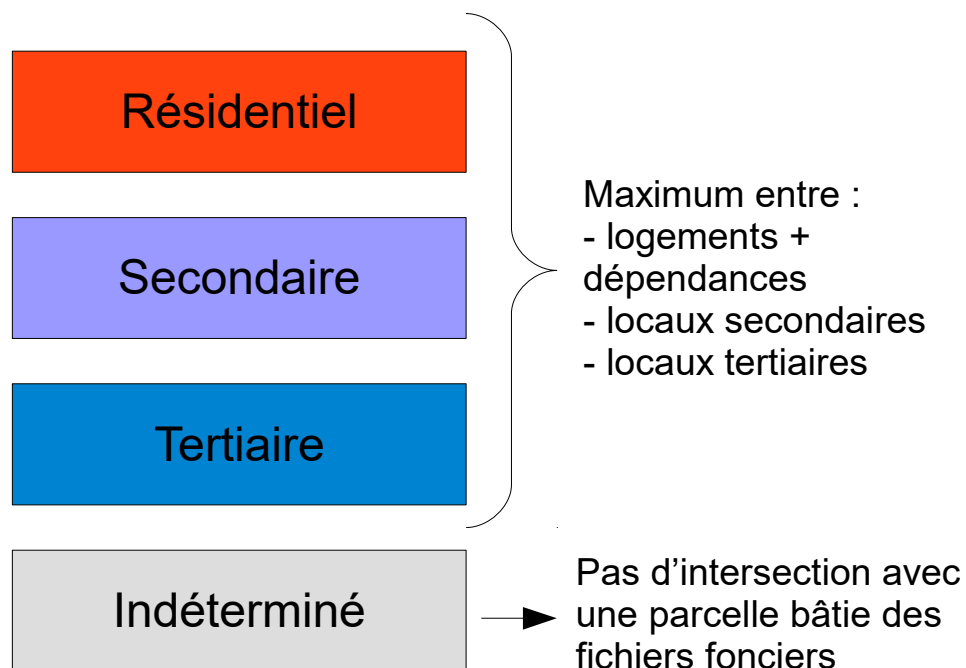 Résidentiel
Secondaire
Tertiaire
Indéterminé
Maximum entre :
- logements +
dépendances
- locaux secondaires
- locaux tertiaires
Pas d’intersection avec
une parcelle bâtie des
fichiers fonciers